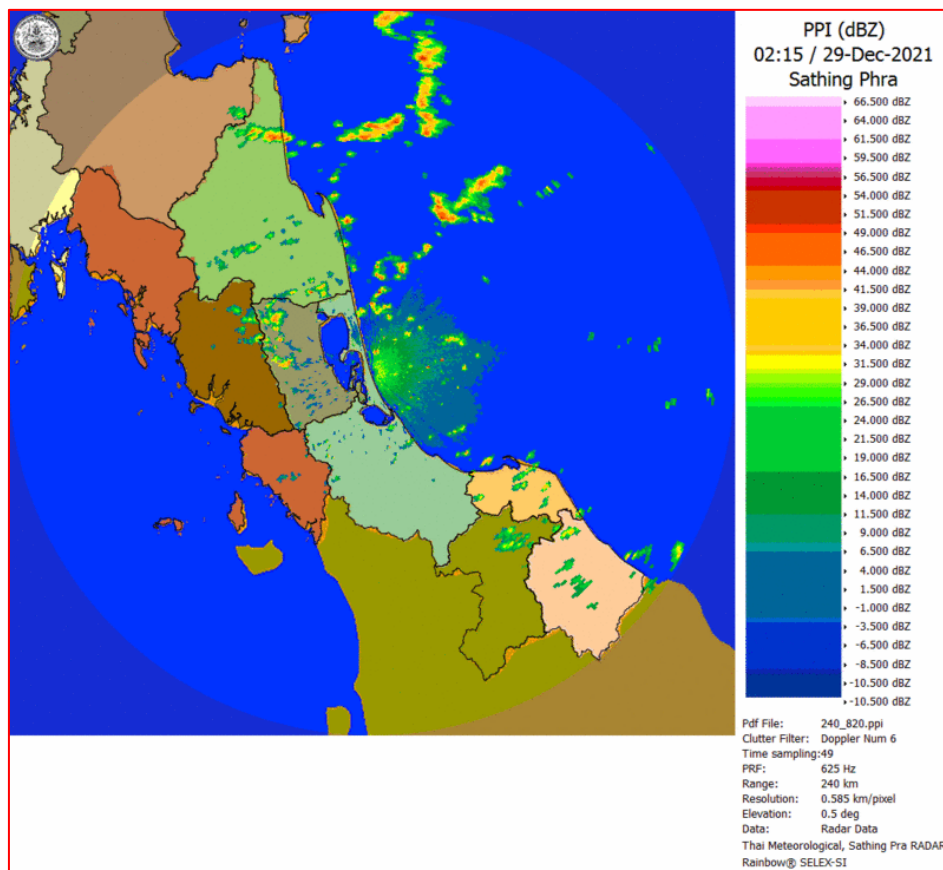 PPI (dBZ)
02:15 / 29-Dec-2021
Sathing Phra
66.500 dBZ
64.000 dBZ
61.500 dBZ
59.500 dBZ
56.500 dBZ
54.000 dBZ
51.500 dBZ
49.000 dBZ
46.500 dBZ
44.000 dBZ
41.500 dBZ
39.000 dBZ
36.500 dBZ
34.000 dBZ
31.500 dBZ
29.000 dBZ
26.500 dBZ
24.000 dBZ
21.500 dBZ
19.000 dBZ
16.500 dBZ
14.000 dBZ
11.500 dBZ
9.000 dBZ
6.500 dBZ
4.000 dBZ
1.500 dBZ
-1.000 dBZ
-3.500 dBZ
-6.500 dBZ
-8.500 dBZ
-10.500 dBZ
-10.500 dBZ
Pdf File: 240_820.ppi
Clutter Filter: Doppler Num 6
Time sampling:49
PRF: 625 Hz
Range: 240 km
Resolution: 0.585 km/pixel
Elevation: 0.5 deg
Data: Radar Data
Thai Meteorological, Sathing Pra RADAR
Rainbow® SELEX-SI